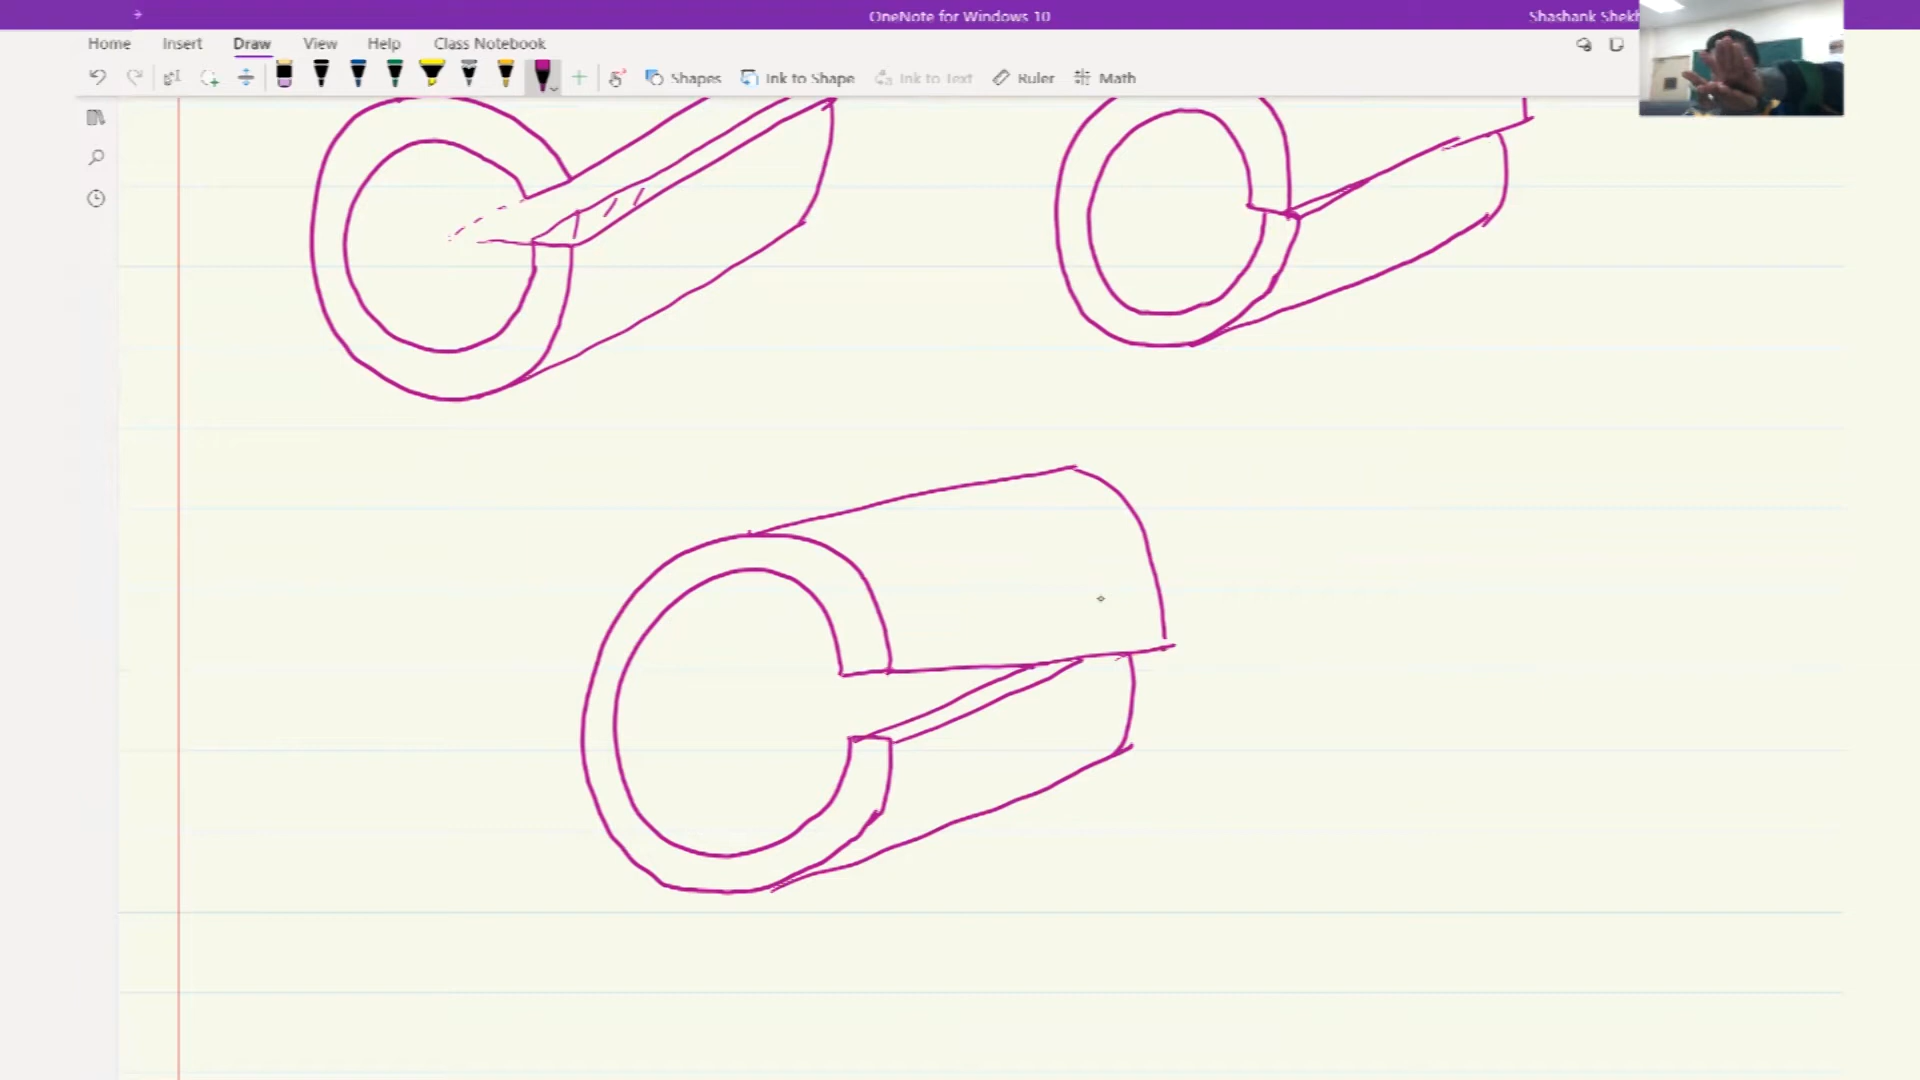 OneNote for Windows 10
Shashank Shekh
Home Insert Draw View Help Class Notebook
Shapes Ink to Shape Ink to Text Ruler Math